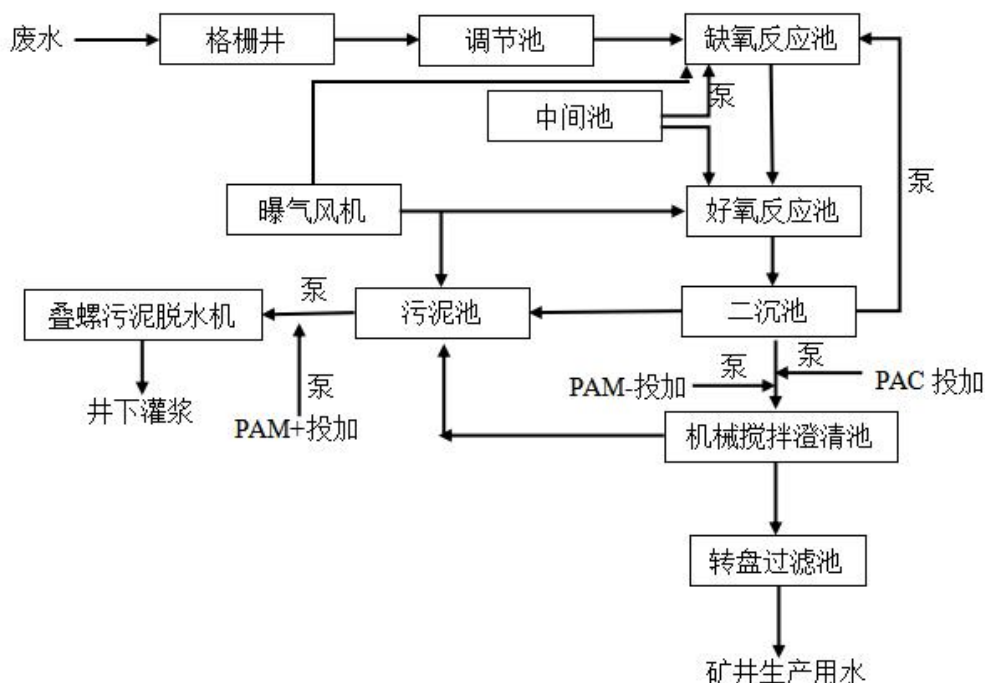 废水
格栅井
调节池
缺氧反应池
泵
中间池
泵
曝气风机
好氧反应池
泵
叠螺污泥脱水机
污泥池
二沉池
泵
泵
PAM-投加
PAC 投加
泵
井下灌浆
PAM+投加
机械搅拌澄清池
转盘过滤池
矿井生产用水